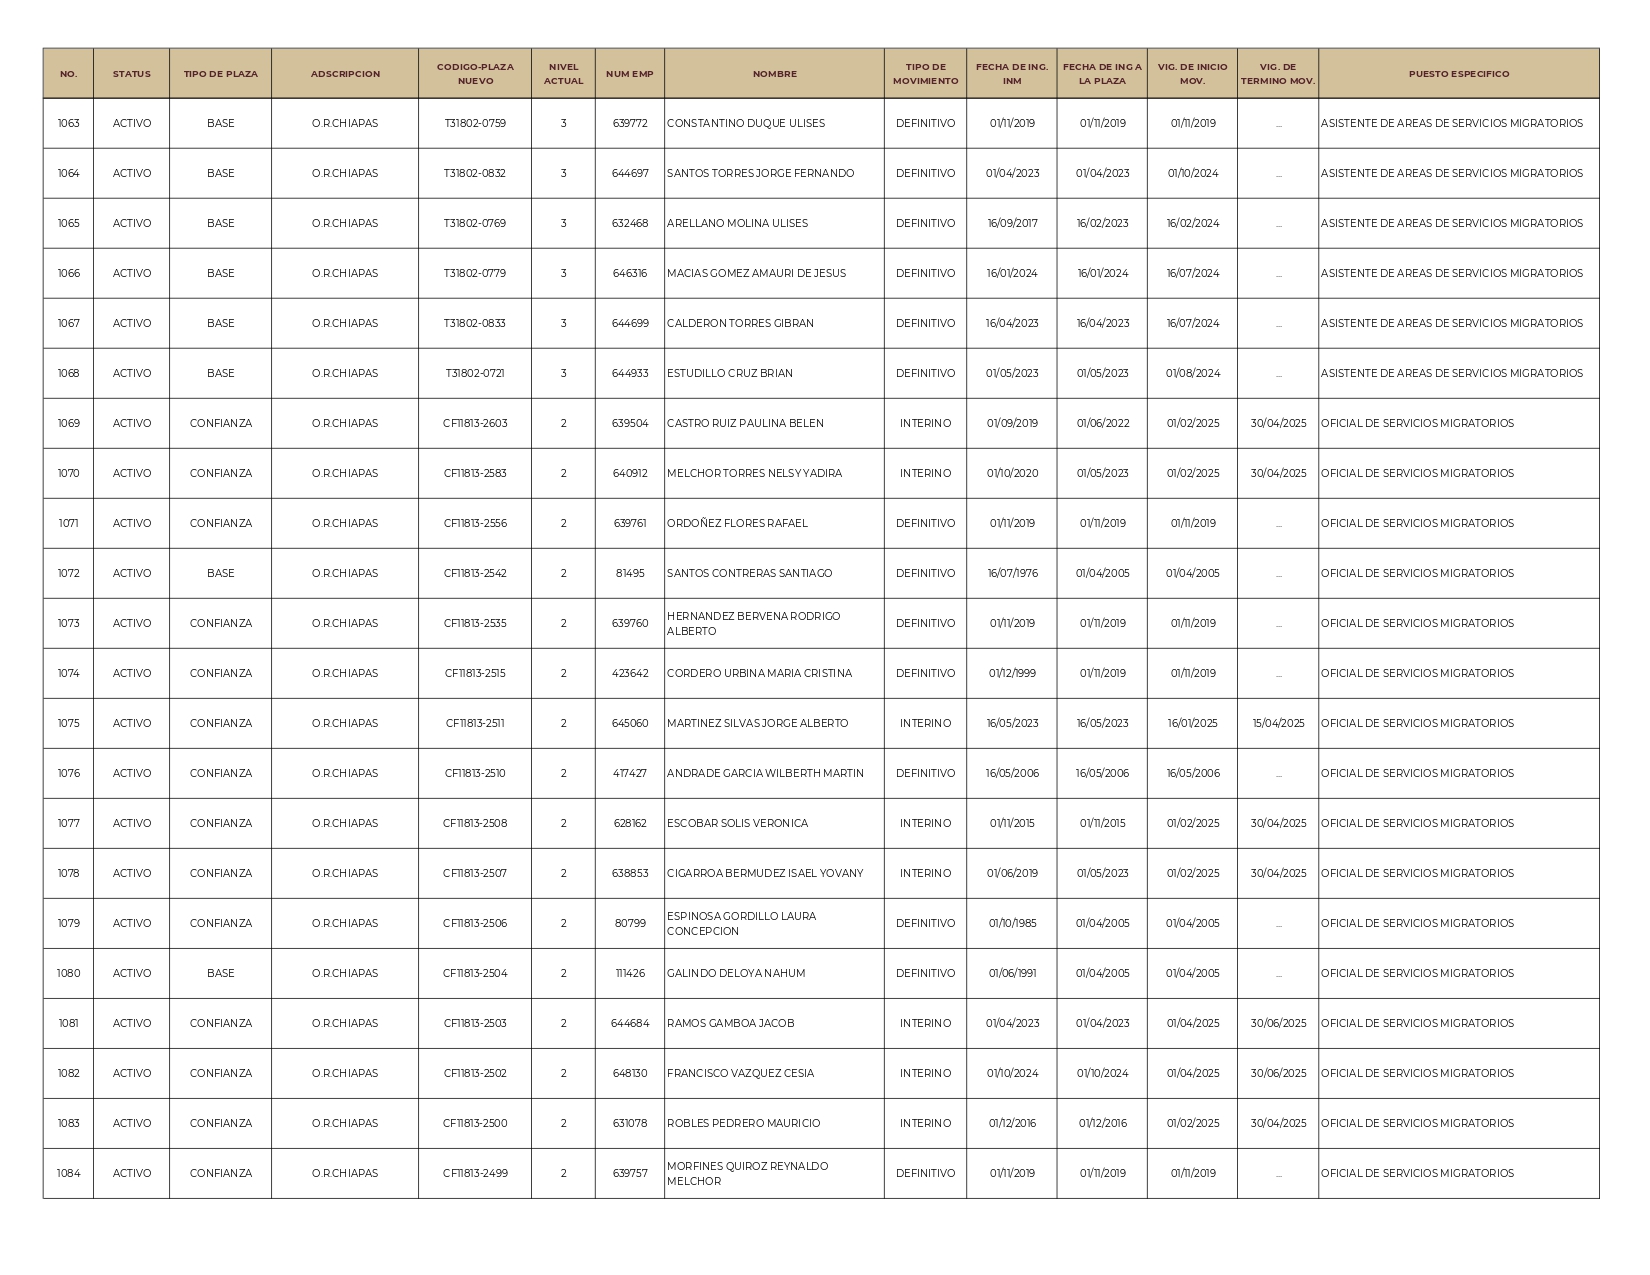 NO. STATUS TIPO DE PLAZA ADSCRIPCION CODIGO-PLAZA NUEVO NIVEL ACTUAL NUM EMP NOMBRE TIPO DE MOVIMIENTO FECHA DE ING. INM FECHA DE ING A LA PLAZA VIG. DE INICIO MOV. VIG. DE TERMINO MOV. PUESTO ESPECIFICO
1063 ACTIVO BASE O.R.CHIAPAS T31802-0759 3 639772 CONSTANTINO DUQUE ULISES DEFINITIVO 01/11/2019 01/11/2019 01/11/2019 ... ASISTENTE DE AREAS DE SERVICIOS MIGRATORIOS
1064 ACTIVO BASE O.R.CHIAPAS T31802-0832 3 644697 SANTOS TORRES JORGE FERNANDO DEFINITIVO 01/04/2023 01/04/2023 01/10/2024 ... ASISTENTE DE AREAS DE SERVICIOS MIGRATORIOS
1065 ACTIVO BASE O.R.CHIAPAS T31802-0769 3 632468 ARELLANO MOLINA ULISES DEFINITIVO 16/09/2017 16/02/2023 16/02/2024 ... ASISTENTE DE AREAS DE SERVICIOS MIGRATORIOS
1066 ACTIVO BASE O.R.CHIAPAS T31802-0779 3 646316 MACIAS GOMEZ AMAURI DE JESUS DEFINITIVO 16/01/2024 16/01/2024 16/07/2024 ... ASISTENTE DE AREAS DE SERVICIOS MIGRATORIOS
1067 ACTIVO BASE O.R.CHIAPAS T31802-0833 3 644699 CALDERON TORRES GIBRAN DEFINITIVO 16/04/2023 16/04/2023 16/07/2024 ... ASISTENTE DE AREAS DE SERVICIOS MIGRATORIOS
1068 ACTIVO BASE O.R.CHIAPAS T31802-0721 3 644933 ESTUDILLO CRUZ BRIAN DEFINITIVO 01/05/2023 01/05/2023 01/08/2024 ... ASISTENTE DE AREAS DE SERVICIOS MIGRATORIOS
1069 ACTIVO CONFIANZA O.R.CHIAPAS CF11813-2603 2 639504 CASTRO RUIZ PAULINA BELEN INTERINO 01/09/2019 01/06/2022 01/02/2025 30/04/2025 OFICIAL DE SERVICIOS MIGRATORIOS
1070 ACTIVO CONFIANZA O.R.CHIAPAS CF11813-2583 2 640912 MELCHOR TORRES NELSY YADIRA INTERINO 01/10/2020 01/05/2023 01/02/2025 30/04/2025 OFICIAL DE SERVICIOS MIGRATORIOS
1071 ACTIVO CONFIANZA O.R.CHIAPAS CF11813-2556 2 639761 ORDOÑEZ FLORES RAFAEL DEFINITIVO 01/11/2019 01/11/2019 01/11/2019 ... OFICIAL DE SERVICIOS MIGRATORIOS
1072 ACTIVO BASE O.R.CHIAPAS CF11813-2542 2 81495 SANTOS CONTRERAS SANTIAGO DEFINITIVO 16/07/1976 01/04/2005 01/04/2005 ... OFICIAL DE SERVICIOS MIGRATORIOS
1073 ACTIVO CONFIANZA O.R.CHIAPAS CF11813-2535 2 639760 HERNANDEZ BERVENA RODRIGO ALBERTO DEFINITIVO 01/11/2019 01/11/2019 01/11/2019 ... OFICIAL DE SERVICIOS MIGRATORIOS
1074 ACTIVO CONFIANZA O.R.CHIAPAS CF11813-2515 2 423642 CORDERO URBINA MARIA CRISTINA DEFINITIVO 01/12/1999 01/11/2019 01/11/2019 ... OFICIAL DE SERVICIOS MIGRATORIOS
1075 ACTIVO CONFIANZA O.R.CHIAPAS CF11813-2511 2 645060 MARTINEZ SILVAS JORGE ALBERTO INTERINO 16/05/2023 16/05/2023 16/01/2025 15/04/2025 OFICIAL DE SERVICIOS MIGRATORIOS
1076 ACTIVO CONFIANZA O.R.CHIAPAS CF11813-2510 2 417427 ANDRADE GARCIA WILBERTH MARTIN DEFINITIVO 16/05/2006 16/05/2006 16/05/2006 ... OFICIAL DE SERVICIOS MIGRATORIOS
1077 ACTIVO CONFIANZA O.R.CHIAPAS CF11813-2508 2 628162 ESCOBAR SOLIS VERONICA INTERINO 01/11/2015 01/11/2015 01/02/2025 30/04/2025 OFICIAL DE SERVICIOS MIGRATORIOS
1078 ACTIVO CONFIANZA O.R.CHIAPAS CF11813-2507 2 638853 CIGARROA BERMUDEZ ISAEL YOVANY INTERINO 01/06/2019 01/05/2023 01/02/2025 30/04/2025 OFICIAL DE SERVICIOS MIGRATORIOS
1079 ACTIVO CONFIANZA O.R.CHIAPAS CF11813-2506 2 80799 ESPINOSA GORDILLO LAURA CONCEPCION DEFINITIVO 01/10/1985 01/04/2005 01/04/2005 ... OFICIAL DE SERVICIOS MIGRATORIOS
1080 ACTIVO BASE O.R.CHIAPAS CF11813-2504 2 111426 GALINDO DELOYA NAHUM DEFINITIVO 01/06/1991 01/04/2005 01/04/2005 ... OFICIAL DE SERVICIOS MIGRATORIOS
1081 ACTIVO CONFIANZA O.R.CHIAPAS CF11813-2503 2 644684 RAMOS GAMBOA JACOB INTERINO 01/04/2023 01/04/2023 01/04/2025 30/06/2025 OFICIAL DE SERVICIOS MIGRATORIOS
1082 ACTIVO CONFIANZA O.R.CHIAPAS CF11813-2502 2 648130 FRANCISCO VAZQUEZ CESIA INTERINO 01/10/2024 01/10/2024 01/04/2025 30/06/2025 OFICIAL DE SERVICIOS MIGRATORIOS
1083 ACTIVO CONFIANZA O.R.CHIAPAS CF11813-2500 2 631078 ROBLES PEDRERO MAURICIO INTERINO 01/12/2016 01/12/2016 01/02/2025 30/04/2025 OFICIAL DE SERVICIOS MIGRATORIOS
1084 ACTIVO CONFIANZA O.R.CHIAPAS CF11813-2499 2 639757 MORFINES QUIROZ REYNALDO MELCHOR DEFINITIVO 01/11/2019 01/11/2019 01/11/2019 ... OFICIAL DE SERVICIOS MIGRATORIOS